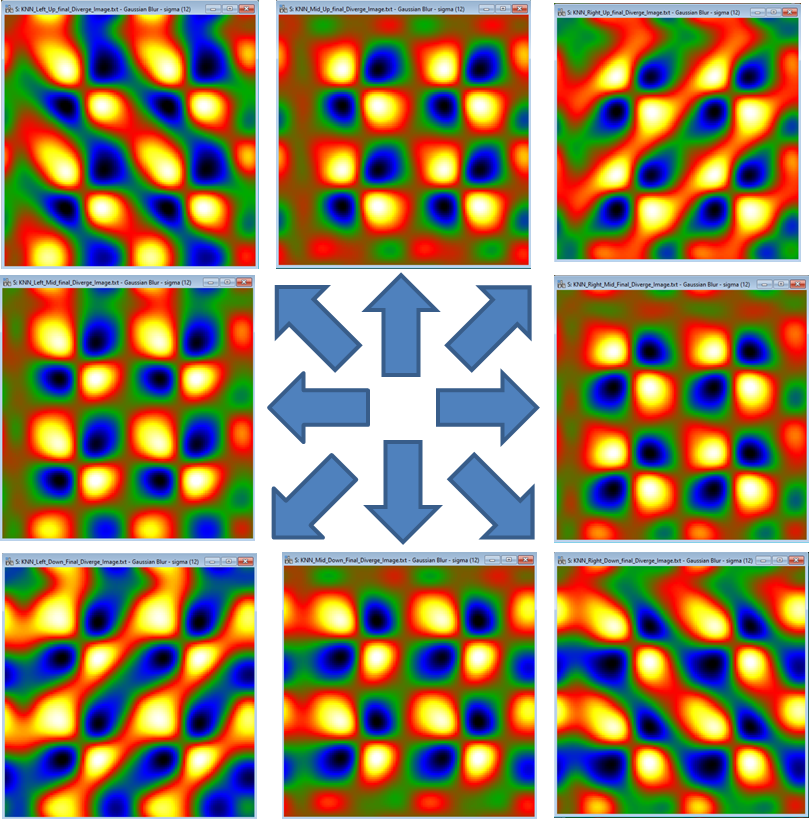 S: KNN_Left_Up_final_Diverge_Image.txt - Gaussian Blur - sigma (12)
S: KNN_Mid_Up_final_Diverge_Image.txt - Gaussian Blur - sigma (12)
S: KNN_Right_Up_final_Diverge_Image.txt - Gaussian Blur - sigma (12)
S: KNN_Left_Mid_final_Diverge_Image.txt - Gaussian Blur - sigma (12)
S: KNN_Right_Mid_Final_Diverge_Image.txt - Gaussian Blur - sigma (12)
S: KNN_Left_Down_Final_Diverge_Image.txt - Gaussian Blur - sigma (12)
S: KNN_Mid_Down_Final_Diverge_Image.txt - Gaussian Blur - sigma (12)
S: KNN_Right_Down_Final_Diverge_Image.txt - Gaussian Blur - sigma (12)